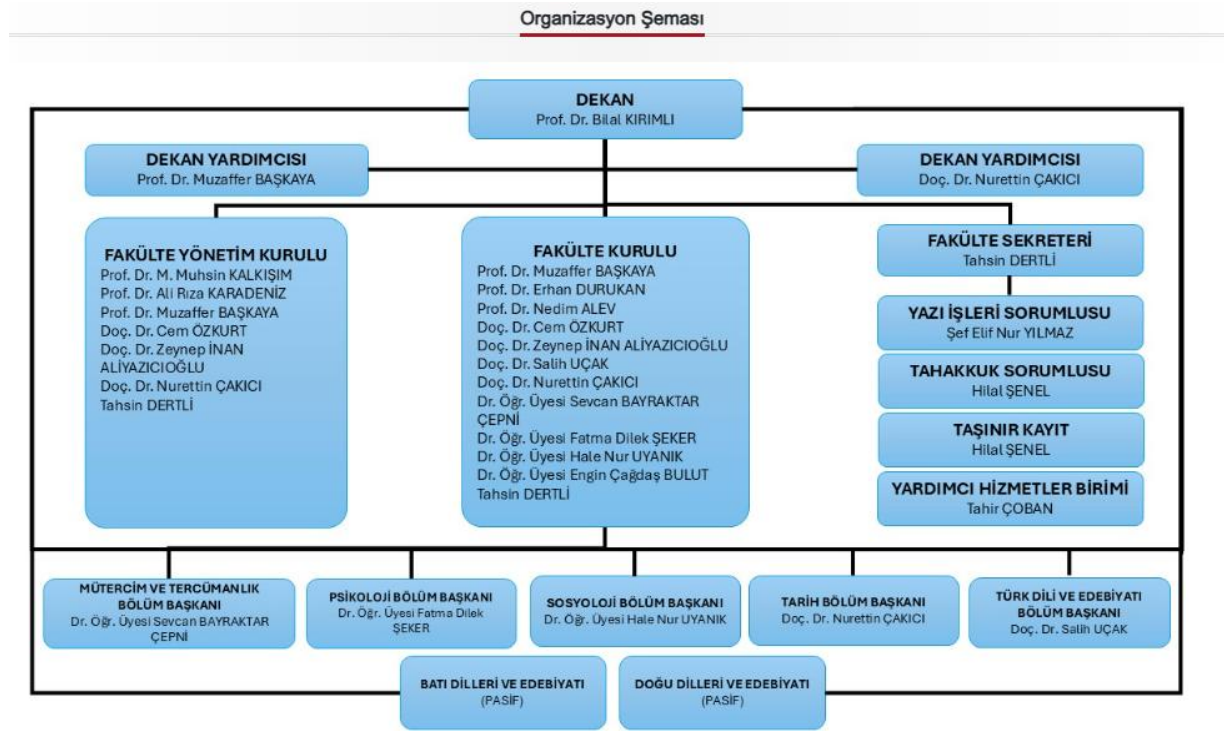 Organizasyon Şeması
DEKAN
Prof. Dr. Bilal KIRIMLI
DEKAN YARDIMCISI
Prof. Dr. Muzaffer BAŞKAYA
DEKAN YARDIMCISI
Doç. Dr. Nurettin ÇAKICI
FAKÜLTE YÖNETİM KURULU
Prof. Dr. M. Muhsin KALKIŞIM
Prof. Dr. Ali Rıza KARADENİZ
Prof. Dr. Muzaffer BAŞKAYA
Doç. Dr. Cem ÖZKURT
Doç. Dr. Zeynep İNAN
ALİYAZICIOĞLU
Doç. Dr. Nurettin ÇAKICI
Tahsin DERTLİ
FAKÜLTE KURULU
Prof. Dr. Muzaffer BAŞKAYA
Prof. Dr. Erhan DURUKAN
Prof. Dr. Nedim ALEV
Doç. Dr. Cem ÖZKURT
Doç. Dr. Zeynep İNAN ALİYAZICIOĞLU
Doç. Dr. Salih UÇAK
Doç. Dr. Nurettin ÇAKICI
Dr. Öğr. Üyesi Sevcan BAYRAKTAR
ÇEPNİ
Dr. Öğr. Üyesi Fatma Dilek ŞEKER
Dr. Öğr. Üyesi Hale Nur UYANIK
Dr. Öğr. Üyesi Engin Çağdaş BULUT
Tahsin DERTLİ
FAKÜLTE SEKRETERİ
Tahsin DERTLİ
YAZI İŞLERİ SORUMLUSU
Şef Elif Nur YILMAZ
TAHAKKUK SORUMLUSU
Hilal ŞENEL
TAŞINIR KAYIT
Hilal ŞENEL
YARDIMCI HİZMETLER BİRİMİ
Tahir ÇOBAN
MÜTERCİM VE TERCÜMANLIK
BÖLÜM BAŞKANI
Dr. Öğr. Üyesi Sevcan BAYRAKTAR
ÇEPNİ
PSİKOLOJİ BÖLÜM BAŞKANI
Dr. Öğr. Üyesi Fatma Dilek
ŞEKER
SOSYOLOJİ BÖLÜM BAŞKANI
Dr. Öğr. Üyesi Hale Nur UYANIK
TARİH BÖLÜM BAŞKANI
Doç. Dr. Nurettin ÇAKICI
TÜRK DİLİ VE EDEBİYATI
BÖLÜM BAŞKANI
Doç. Dr. Salih UÇAK
BATI DİLLERİ VE EDEBİYATI
(PASİF)
DOĞU DİLLERİ VE EDEBİYATI
(PASİF)